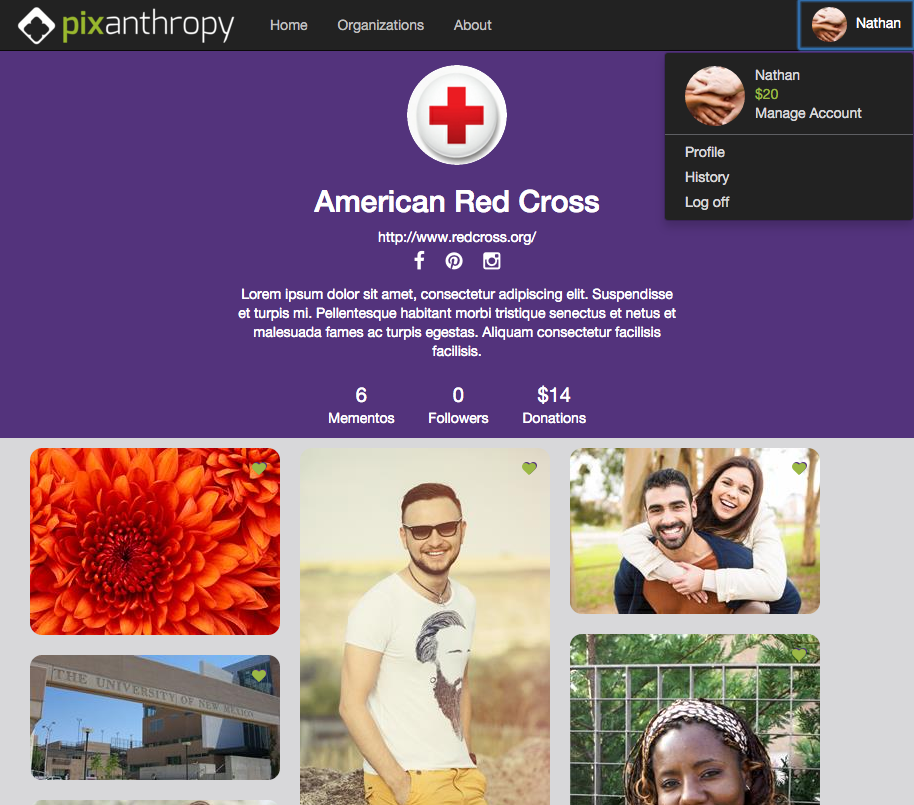 pixanthropy
Home Organizations About
Nathan
Nathan
$20
Manage Account
Profile
History
Log off
American Red Cross
http://www.redcross.org/
Lorem ipsum dolor sit amet, consectetur adipiscing elit. Suspendisse
et turpis mi. Pellentesque habitant morbi tristique senectus et netus et
malesuada fames ac turpis egestas. Aliquam consectetur facilisis
facilisis.
6 0 $14
Mementos Followers Donations
THE UNIVERSITY OF NEW MEXICO